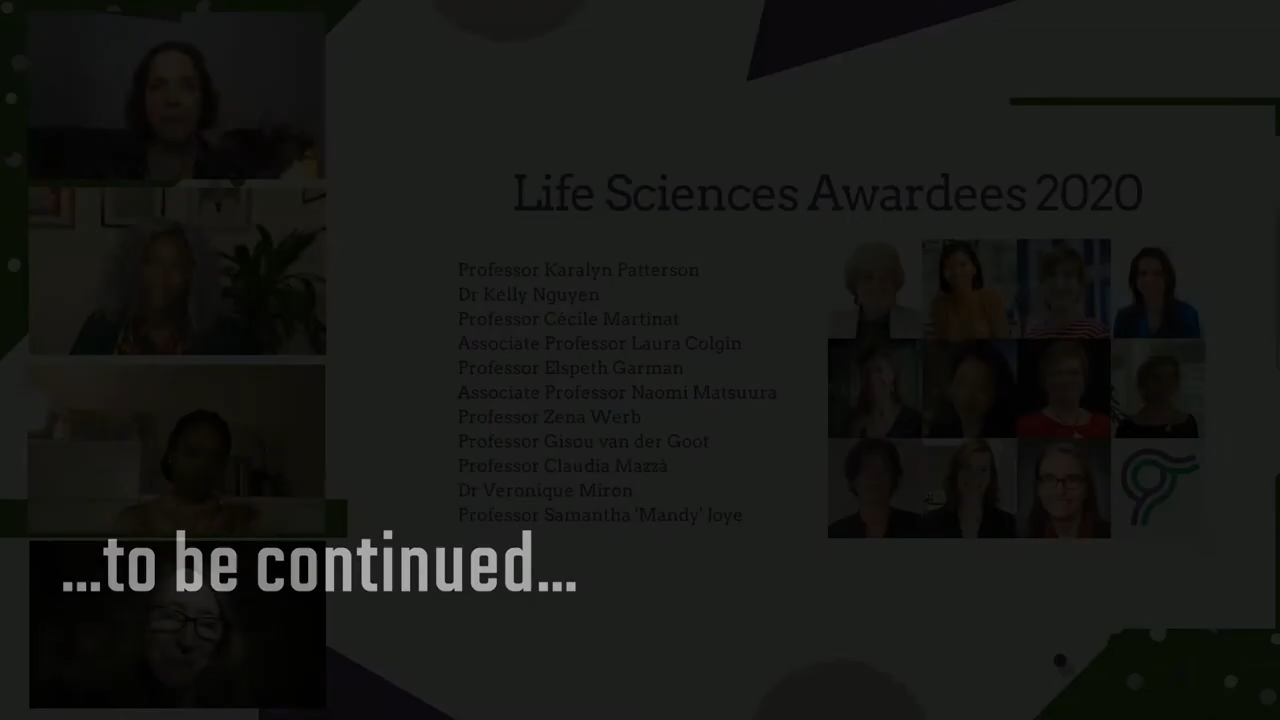 Life Sciences Awardees 2020
Professor Karalyn Patterson
Dr Kelly Nguyen
Professor Cécile Martinat
Associate Professor Laura Colgin
Professor Elspeth Garman
Associate Professor Naomi Matsuura
Professor Zena Werb
Professor Gisou van der Goot
Professor Claudia Mazzà
Dr Veronique Miron
Professor Samantha 'Mandy' Joye
...to be continued...